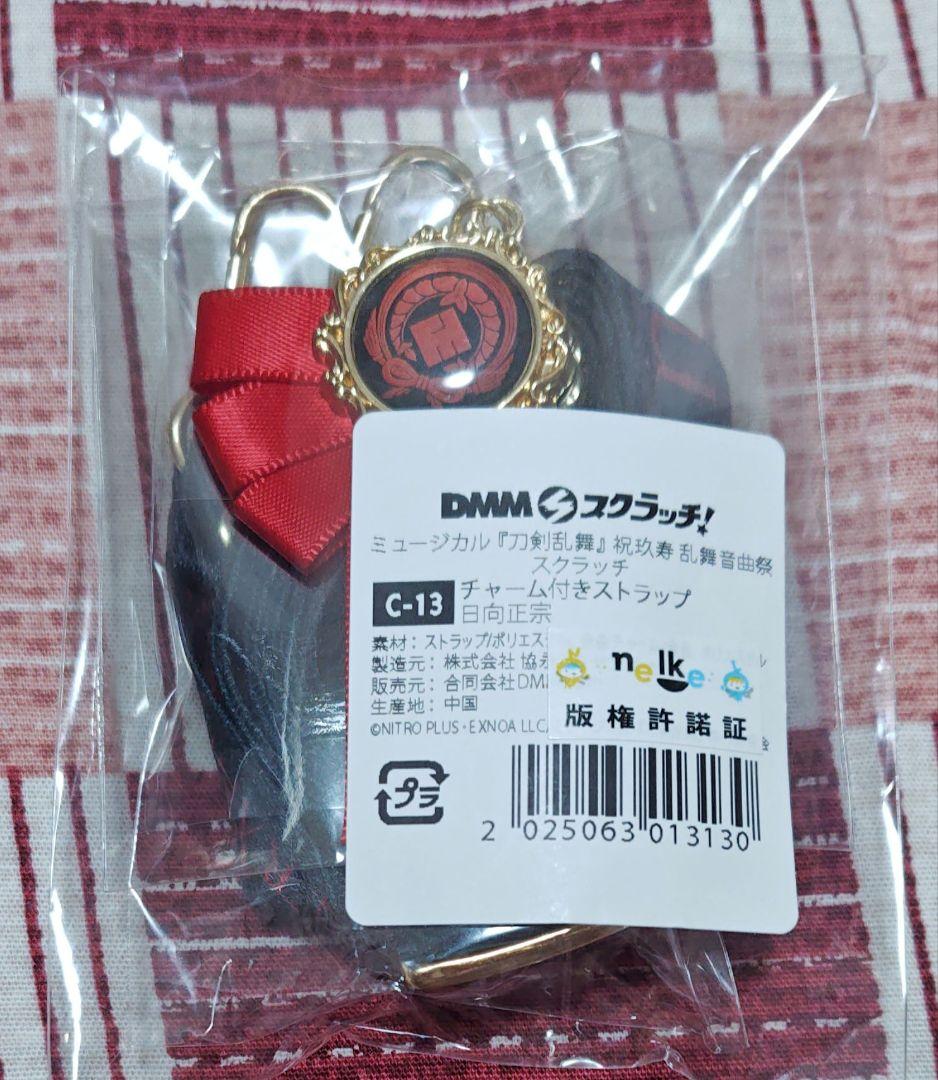 DMMスクラッチ!
ミュージカル『刀剣乱舞』祝玖寿 乱舞音曲祭
スクラッチ
C-13 チャーム付きストラップ
日向正宗
素材：ストラップ/ポリエス
製造元：株式会社 協
販売元：合同会社DM
生産地：中国
©NITRO PLUS・EXNOA LLC
nelke
版権許諾証
プラ
2 025063 013130